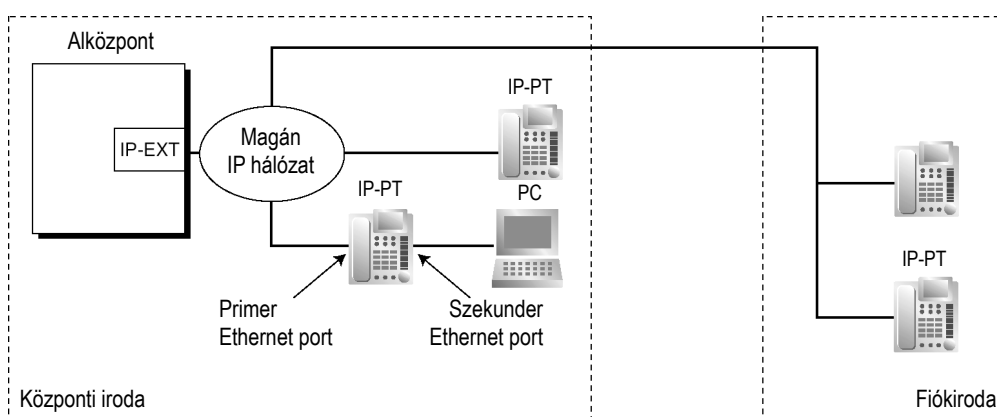 Alközpont
IP-EXT
Magán
IP hálózat
IP-PT
IP-PT
PC
Primer
Ethernet port
Szekunder
Ethernet port
Központi iroda
IP-PT
Fiókiroda